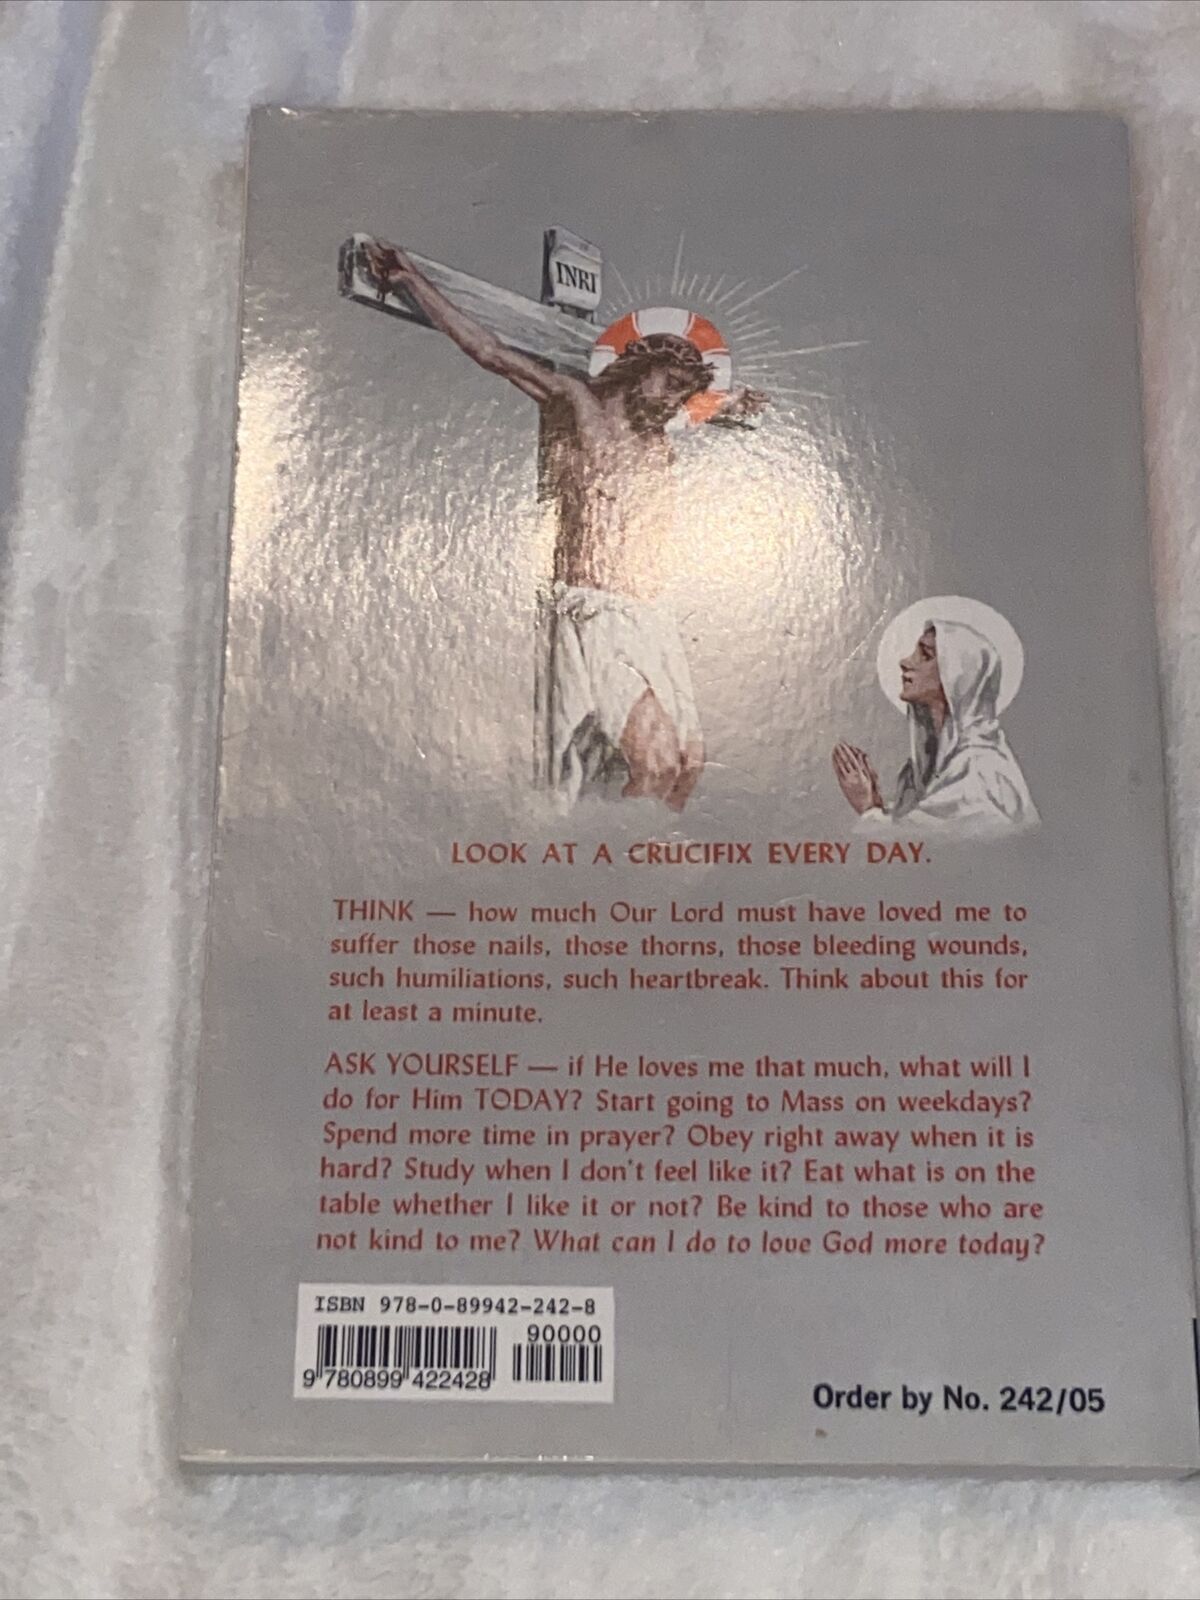 INRI
LOOK AT A CRUCIFIX EVERY DAY.
THINK — how much Our Lord must have loved me to
suffer those nails, those thorns, those bleeding wounds,
such humiliations, such heartbreak. Think about this for
at least a minute.
ASK YOURSELF — if He loves me that much, what will I
do for Him TODAY? Start going to Mass on weekdays?
Spend more time in prayer? Obey right away when it is
hard? Study when I don't feel like it? Eat what is on the
table whether I like it or not? Be kind to those who are
not kind to me? What can I do to love God more today?
ISBN 978-0-89942-242-8
90000
9 780899 422428
Order by No. 242/05